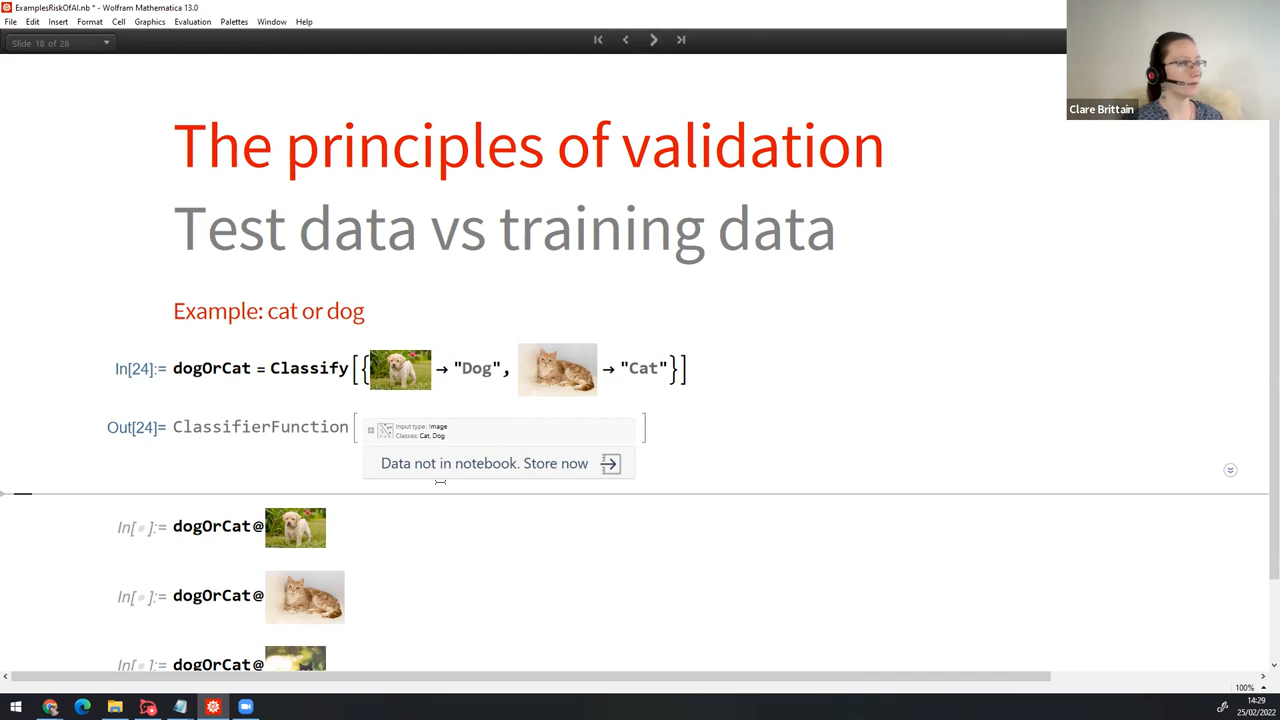 ExamplesRiskOfAI.nb * - Wolfram Mathematica 13.0
File Edit Insert Format Cell Graphics Evaluation Palettes Window Help
Slide 18 of 28
Clare Brittain
The principles of validation
Test data vs training data
Example: cat or dog
In[24]:= dogOrCat = Classify[{ → "Dog", → "Cat"}]
Out[24]= ClassifierFunction[ ]
Input type: Image
Classes: Cat, Dog
Data not in notebook. Store now
In[ ]:= dogOrCat@
In[ ]:= dogOrCat@
In[ ]:= dogOrCat@
100%
14:29
25/02/2022